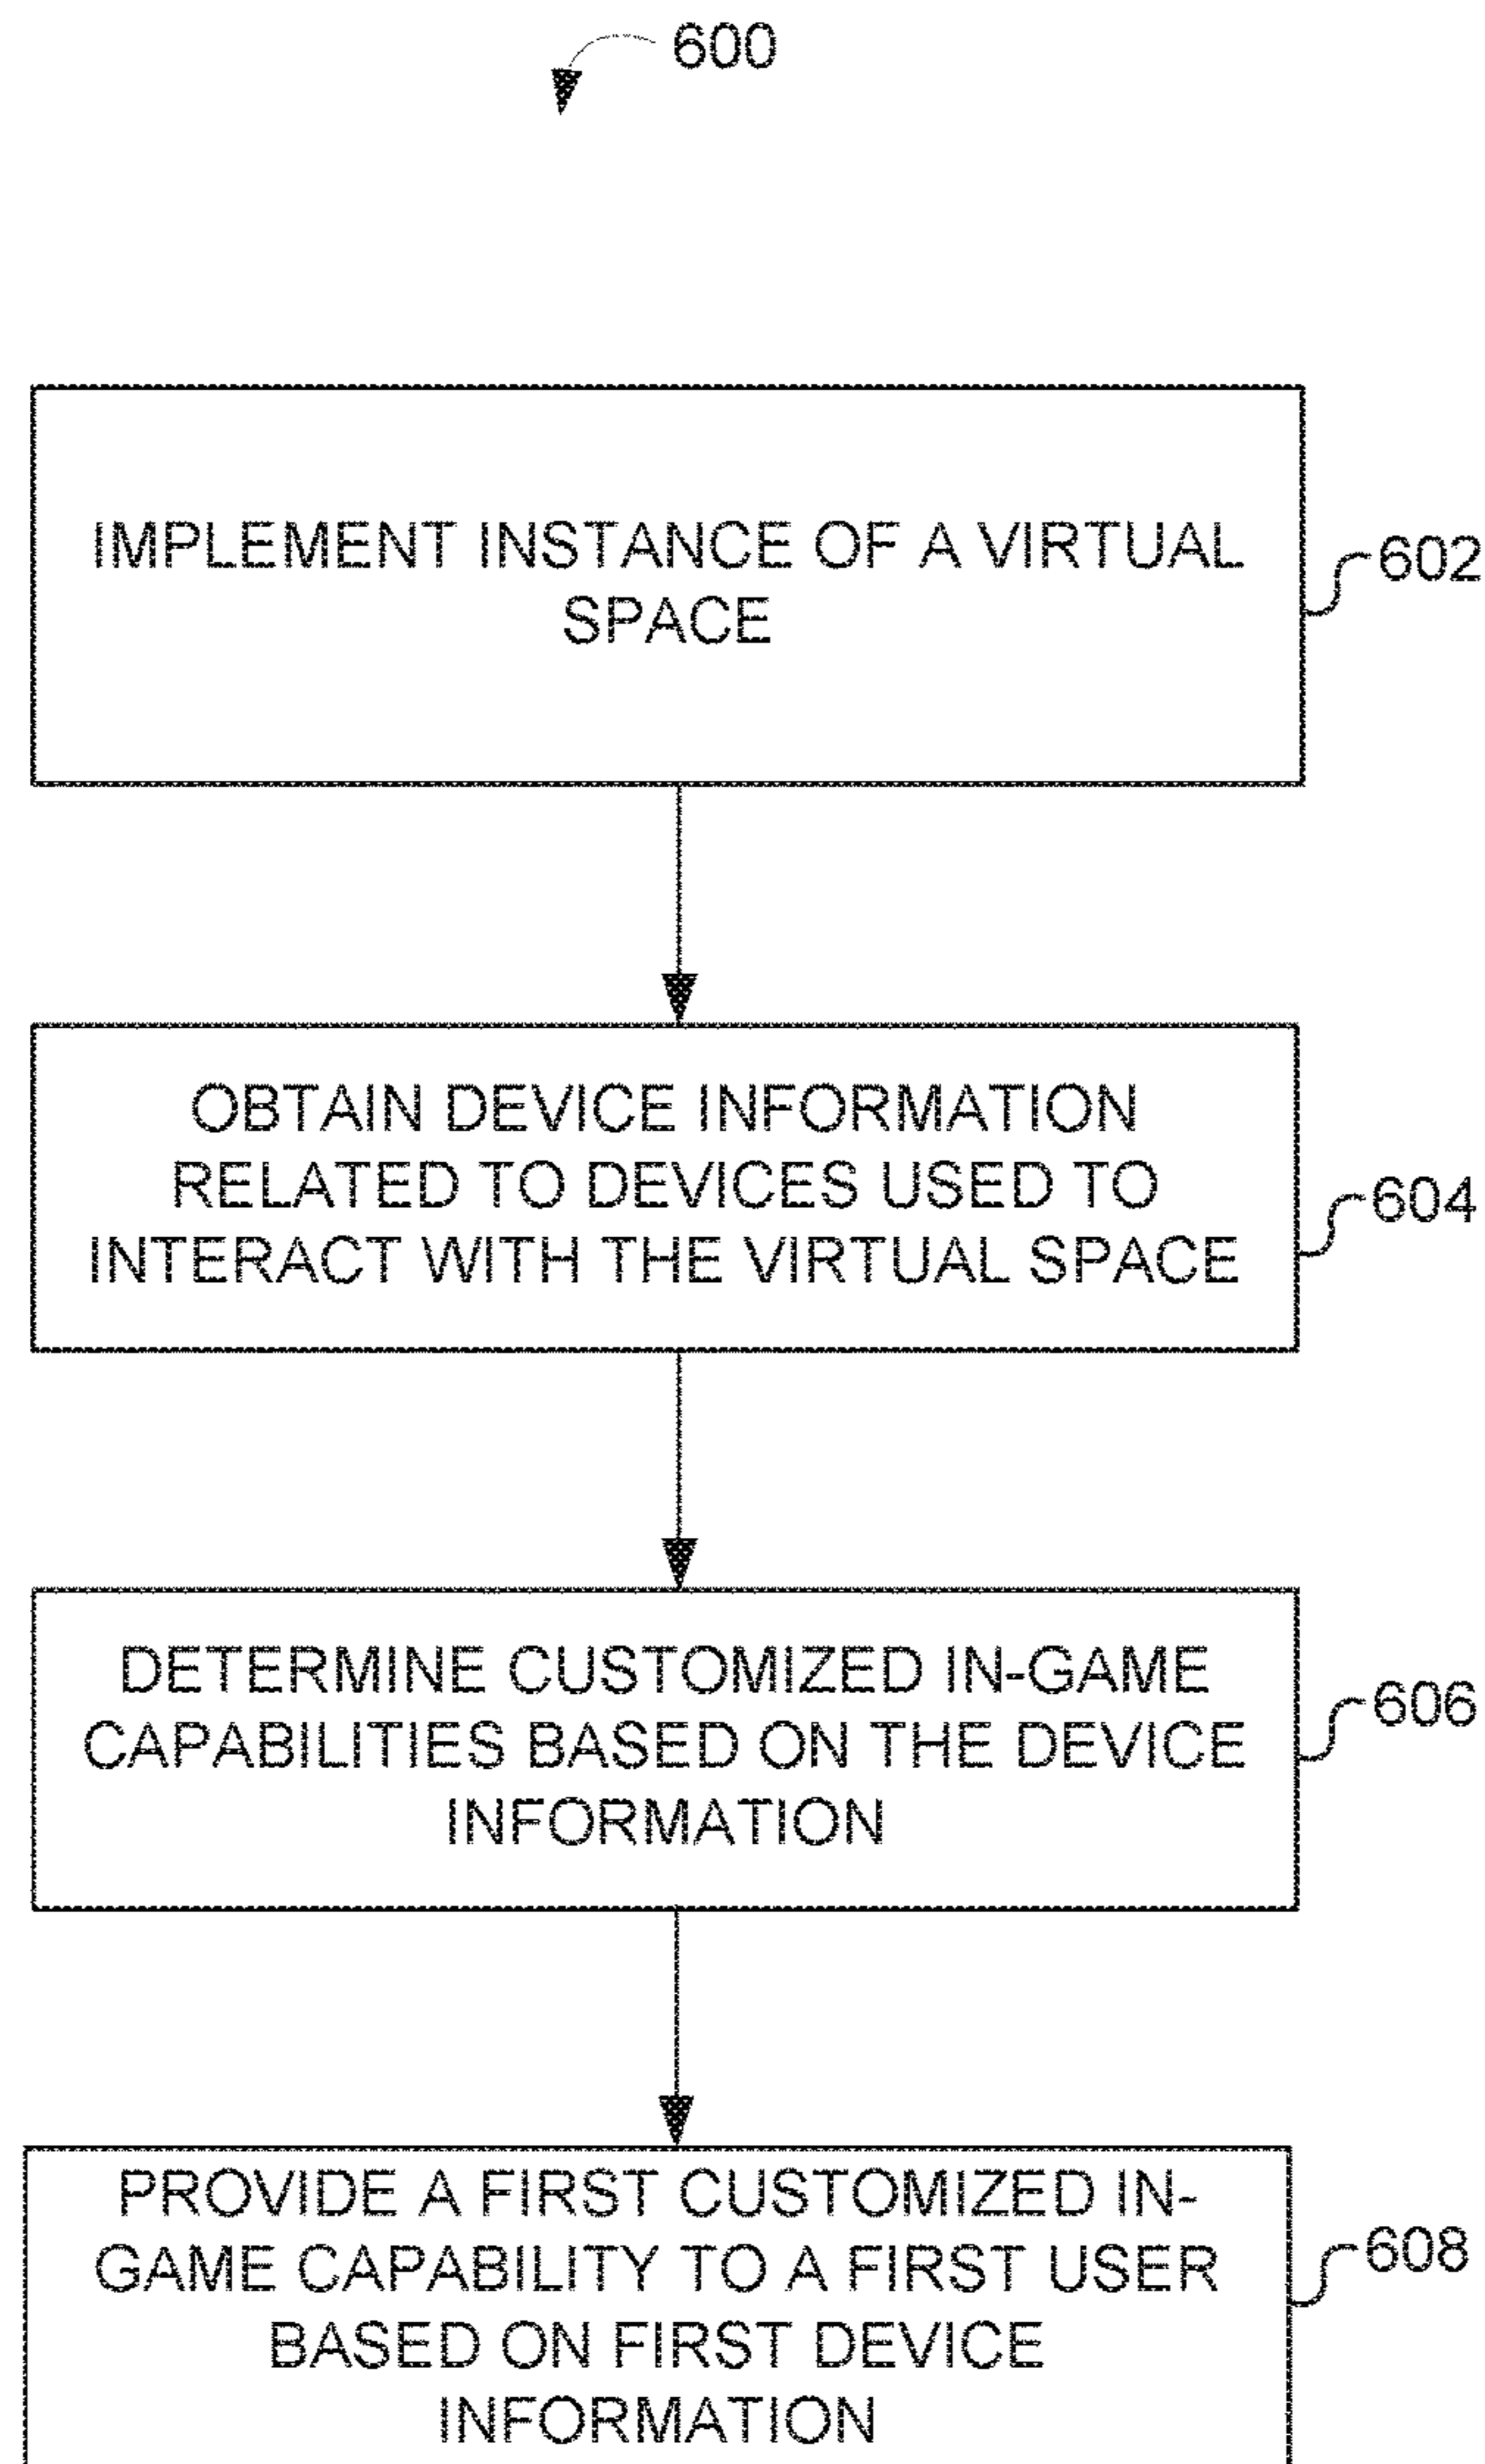 600
IMPLEMENT INSTANCE OF A VIRTUAL
SPACE
602
OBTAIN DEVICE INFORMATION
RELATED TO DEVICES USED TO
INTERACT WITH THE VIRTUAL SPACE
604
DETERMINE CUSTOMIZED IN-GAME
CAPABILITIES BASED ON THE DEVICE
INFORMATION
606
PROVIDE A FIRST CUSTOMIZED IN-
GAME CAPABILITY TO A FIRST USER
BASED ON FIRST DEVICE
INFORMATION
608